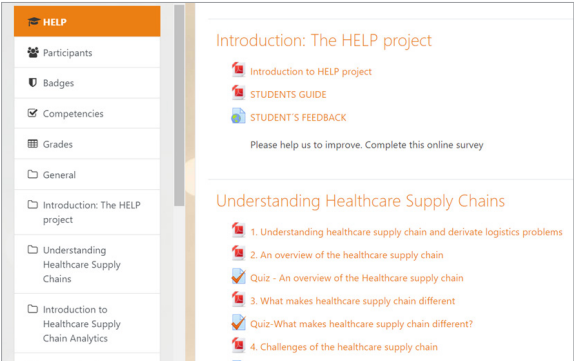 HELP
Participants
Badges
Competencies
Grades
General
Introduction: The HELP
project
Understanding
Healthcare Supply
Chains
Introduction to
Healthcare Supply
Chain Analytics
Introduction: The HELP project
Introduction to HELP project
STUDENTS GUIDE
STUDENT´S FEEDBACK
Please help us to improve. Complete this online survey
Understanding Healthcare Supply Chains
1. Understanding healthcare supply chain and derivate logistics problems
2. An overview of the healthcare supply chain
Quiz - An overview of the Healthcare supply chain
3. What makes healthcare supply chain different
Quiz-What makes healthcare supply chain different?
4. Challenges of the healthcare supply chain